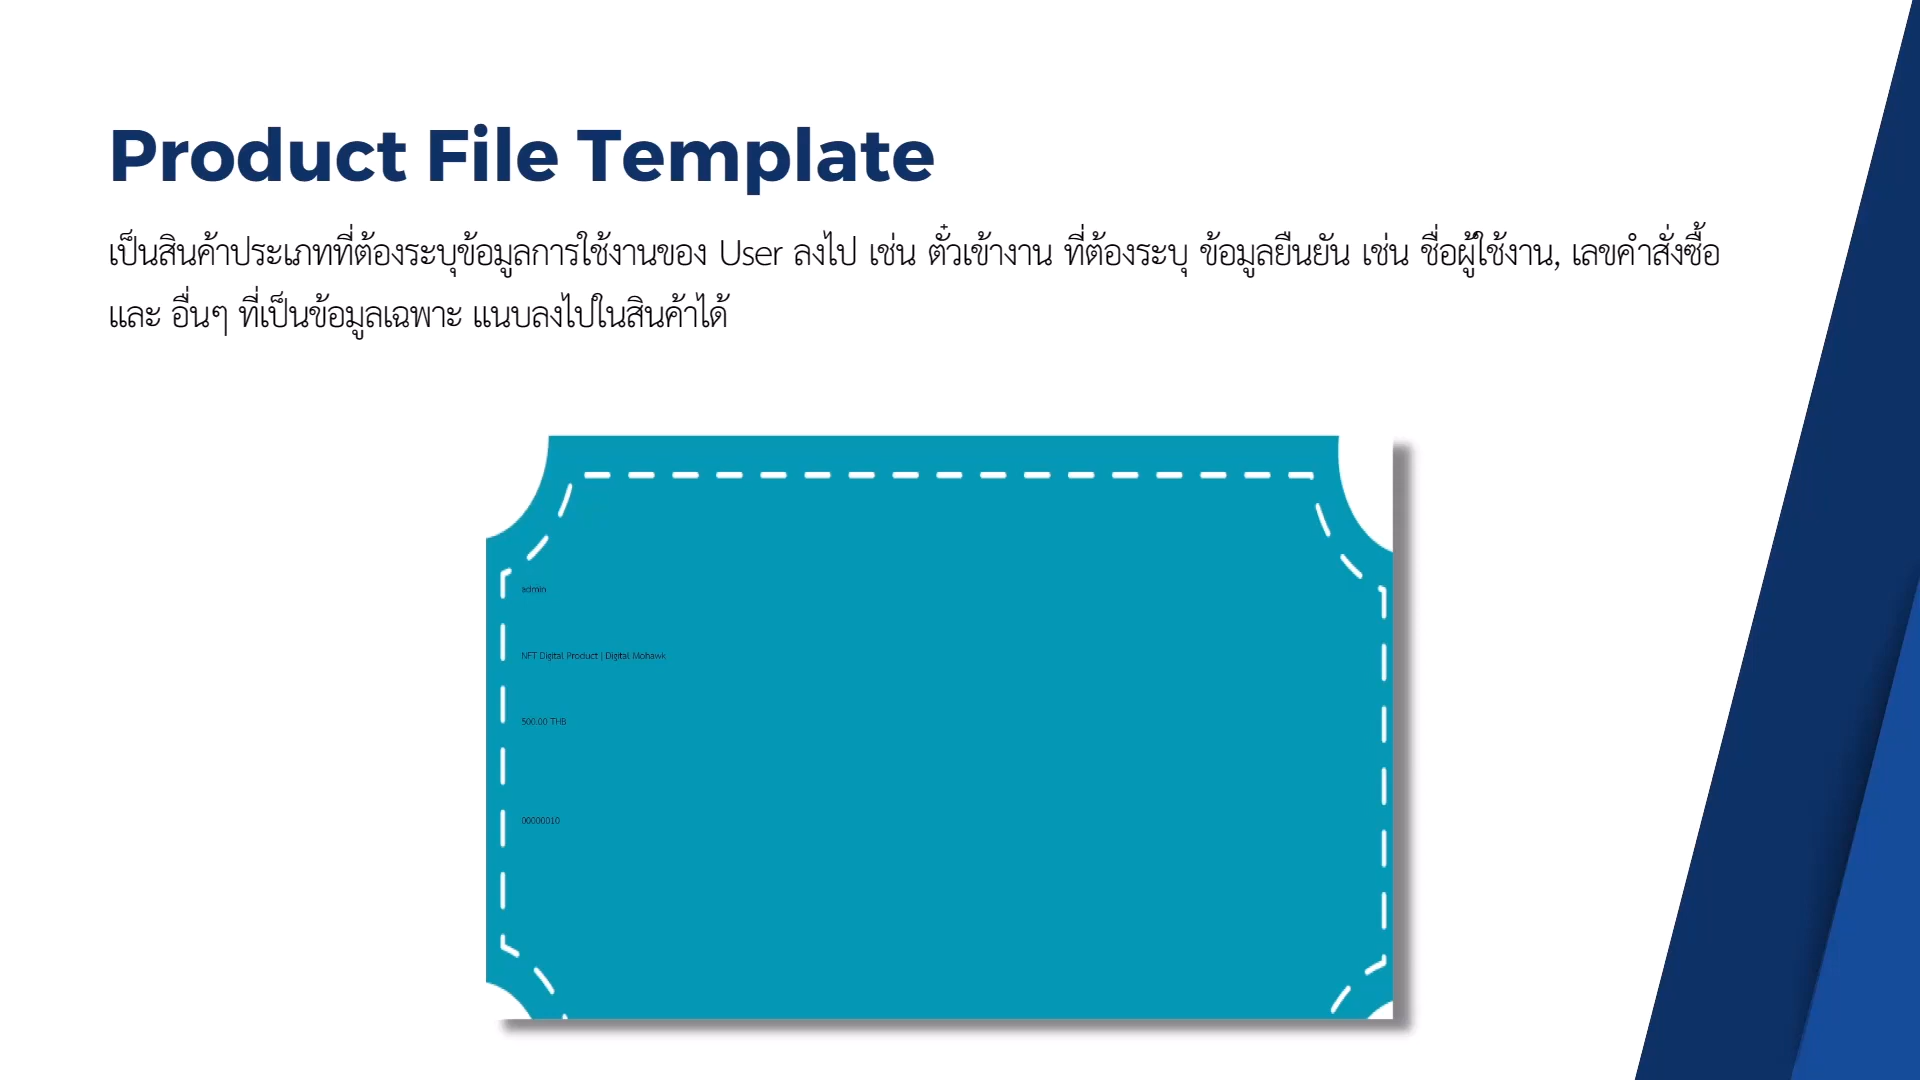 Product File Template
เป็นสินค้าประเภทที่ต้องระบุข้อมูลการใช้งานของ User ลงไป เช่น ตั๋วเข้างาน ที่ต้องระบุ ข้อมูลยืนยัน เช่น ชื่อผู้ใช้งาน, เลขคำสั่งซื้อ
และ อื่นๆ ที่เป็นข้อมูลเฉพาะ แนบลงไปในสินค้าได้
admin
NFT Digital Product | Digital Mohawk
500.00 THB
00000010